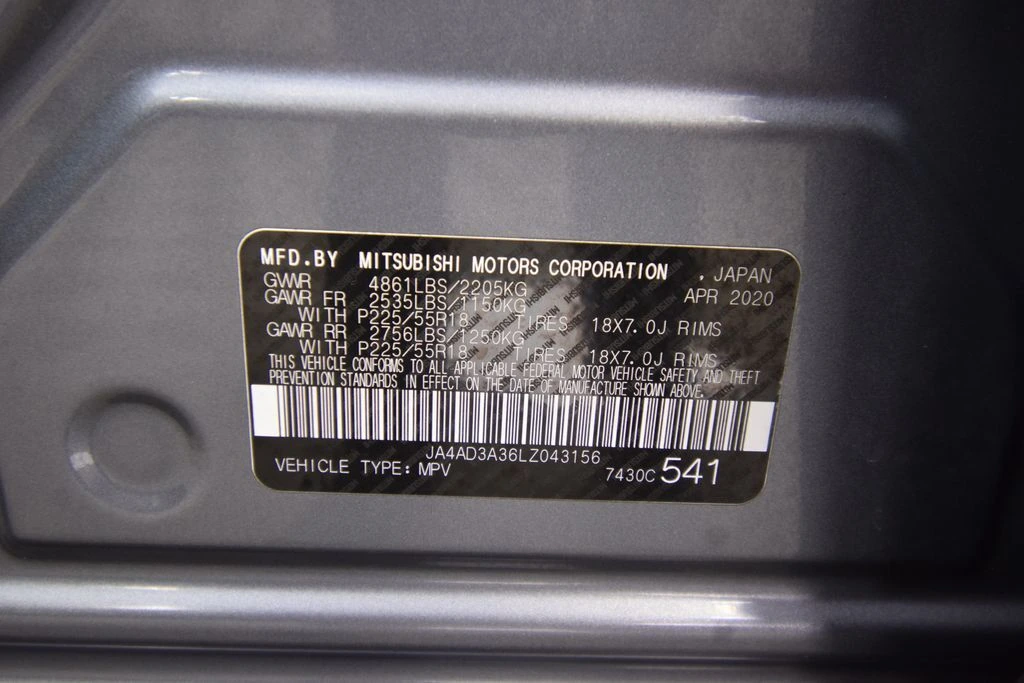 MFD.BY MITSUBISHI MOTORS CORPORATION , JAPAN
GVWR 4861LBS/2205KG APR 2020
GAWR FR 2535LBS/1150KG
WITH P225/55R18 TIRES 18X7.0J RIMS
GAWR RR 2756LBS/1250KG
WITH P225/55R18 TIRES 18X7.0J RIMS
THIS VEHICLE CONFORMS TO ALL APPLICABLE FEDERAL MOTOR VEHICLE SAFETY AND THEFT
PREVENTION STANDARDS IN EFFECT ON THE DATE OF MANUFACTURE SHOWN ABOVE.
JA4AD3A36LZ043156
VEHICLE TYPE: MPV 7430C 541